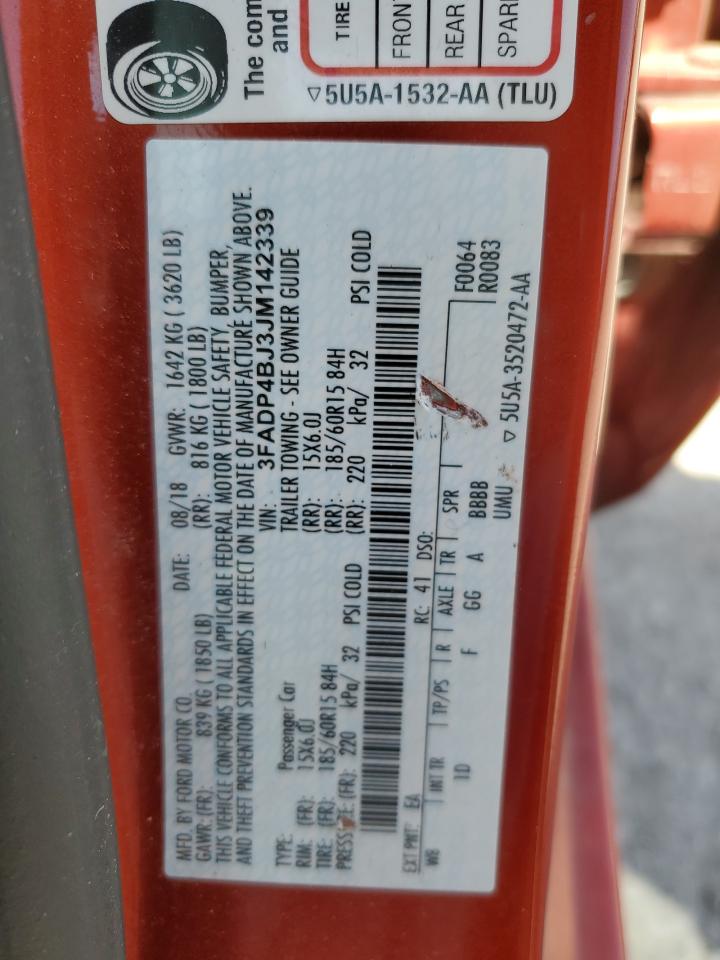 The com
and
TIRE
FRONT
REAR
SPARE
▽5U5A-1532-AA (TLU)
MFD. BY FORD MOTOR CO. DATE: 08/18 GVWR: 1642 KG ( 3620 LB)
GAWR: (FR): 839 KG ( 1850 LB) (RR): 816 KG ( 1800 LB)
THIS VEHICLE CONFORMS TO ALL APPLICABLE FEDERAL MOTOR VEHICLE SAFETY, BUMPER,
AND THEFT PREVENTION STANDARDS IN EFFECT ON THE DATE OF MANUFACTURE SHOWN ABOVE.
VIN: 3FADP4BJ3JM142339
TYPE: Passenger Car TRAILER TOWING - SEE OWNER GUIDE
RIM: (FR): 15X6.0J (RR): 15X6.0J
TIRE: (FR): 185/60R15 84H (RR): 185/60R15 84H
(FR): 220 kPa/ 32 PSI COLD (RR): 220 kPa/ 32 PSI COLD
EXT PNT: EA RC: 41 DSO: F0064
WB INT TR TP/PS R AXLE TR SPR R0083
1D F GG A BBBB
UMU ▽ 5U5A-3520472-AA